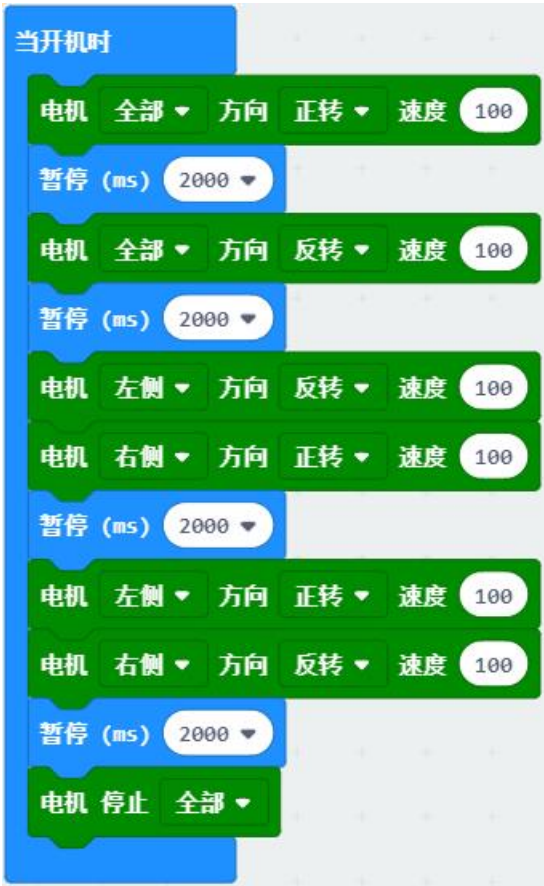 当开机时
电机 全部 方向 正转 速度 100
暂停 (ms) 2000
电机 全部 方向 反转 速度 100
暂停 (ms) 2000
电机 左侧 方向 反转 速度 100
电机 右侧 方向 正转 速度 100
暂停 (ms) 2000
电机 左侧 方向 正转 速度 100
电机 右侧 方向 反转 速度 100
暂停 (ms) 2000
电机 停止 全部